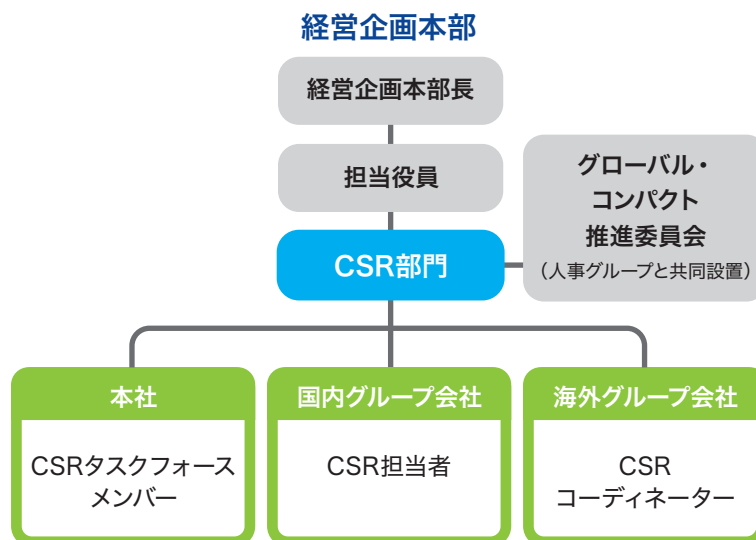 経営企画本部
経営企画本部長
担当役員
CSR部門
グローバル・
コンパクト
推進委員会
（人事グループと共同設置）
本社
CSRタスクフォース
メンバー
国内グループ会社
CSR担当者
海外グループ会社
CSR
コーディネーター